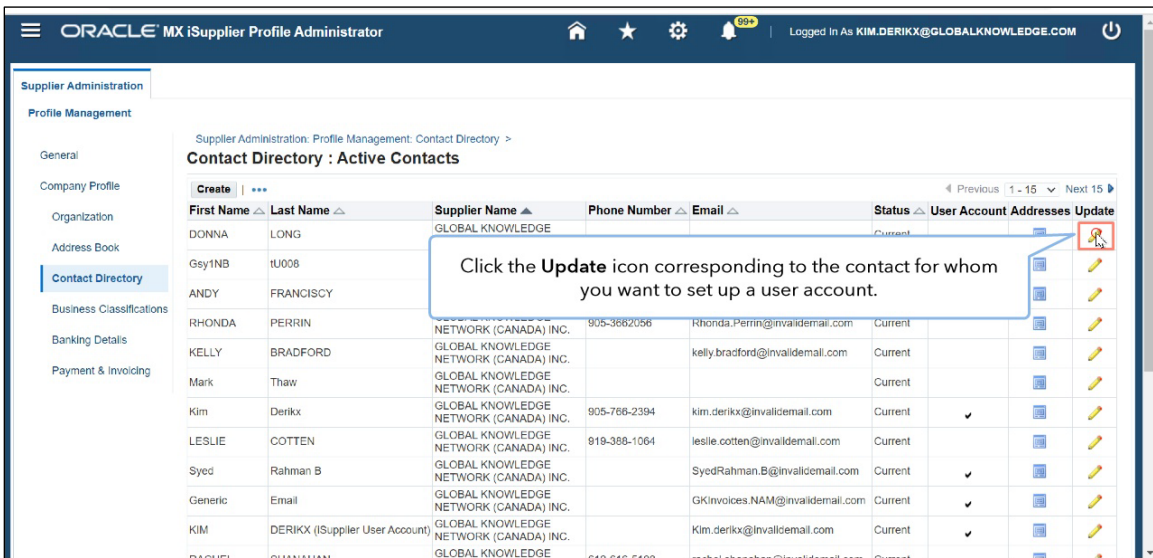 ORACLE MX iSupplier Profile Administrator 99+ Logged In As KIM.DERIKX@GLOBALKNOWLEDGE.COM
Supplier Administration
Profile Management
Supplier Administration: Profile Management: Contact Directory >
General
Contact Directory : Active Contacts
Company Profile
Create | ••• Previous 1 - 15 Next 15
Organization
First Name Last Name Supplier Name Phone Number Email Status User Account Addresses Update
Address Book
DONNA LONG GLOBAL KNOWLEDGE Current
Click the Update icon corresponding to the contact for whom
you want to set up a user account.
Contact Directory
Gsy1NB tU008
Business Classifications
ANDY FRANCISCY
RHONDA PERRIN NETWORK (CANADA) INC. 905-3662056 Rhonda.Perrin@invalidemail.com Current
Banking Details
KELLY BRADFORD GLOBAL KNOWLEDGE NETWORK (CANADA) INC. kelly.bradford@invalidemail.com Current
Payment & Invoicing
Mark Thaw GLOBAL KNOWLEDGE NETWORK (CANADA) INC. Current
Kim Derikx GLOBAL KNOWLEDGE NETWORK (CANADA) INC. 905-766-2394 kim.derikx@invalidemail.com Current
LESLIE COTTEN GLOBAL KNOWLEDGE NETWORK (CANADA) INC. 919-388-1064 leslie.cotten@invalidemail.com Current
Syed Rahman B GLOBAL KNOWLEDGE NETWORK (CANADA) INC. SyedRahman.B@invalidemail.com Current
Generic Email GLOBAL KNOWLEDGE NETWORK (CANADA) INC. GKInvoices.NAM@invalidemail.com Current
KIM DERIKX (iSupplier User Account) GLOBAL KNOWLEDGE NETWORK (CANADA) INC. Kim.derikx@invalidemail.com Current
GLOBAL KNOWLEDGE